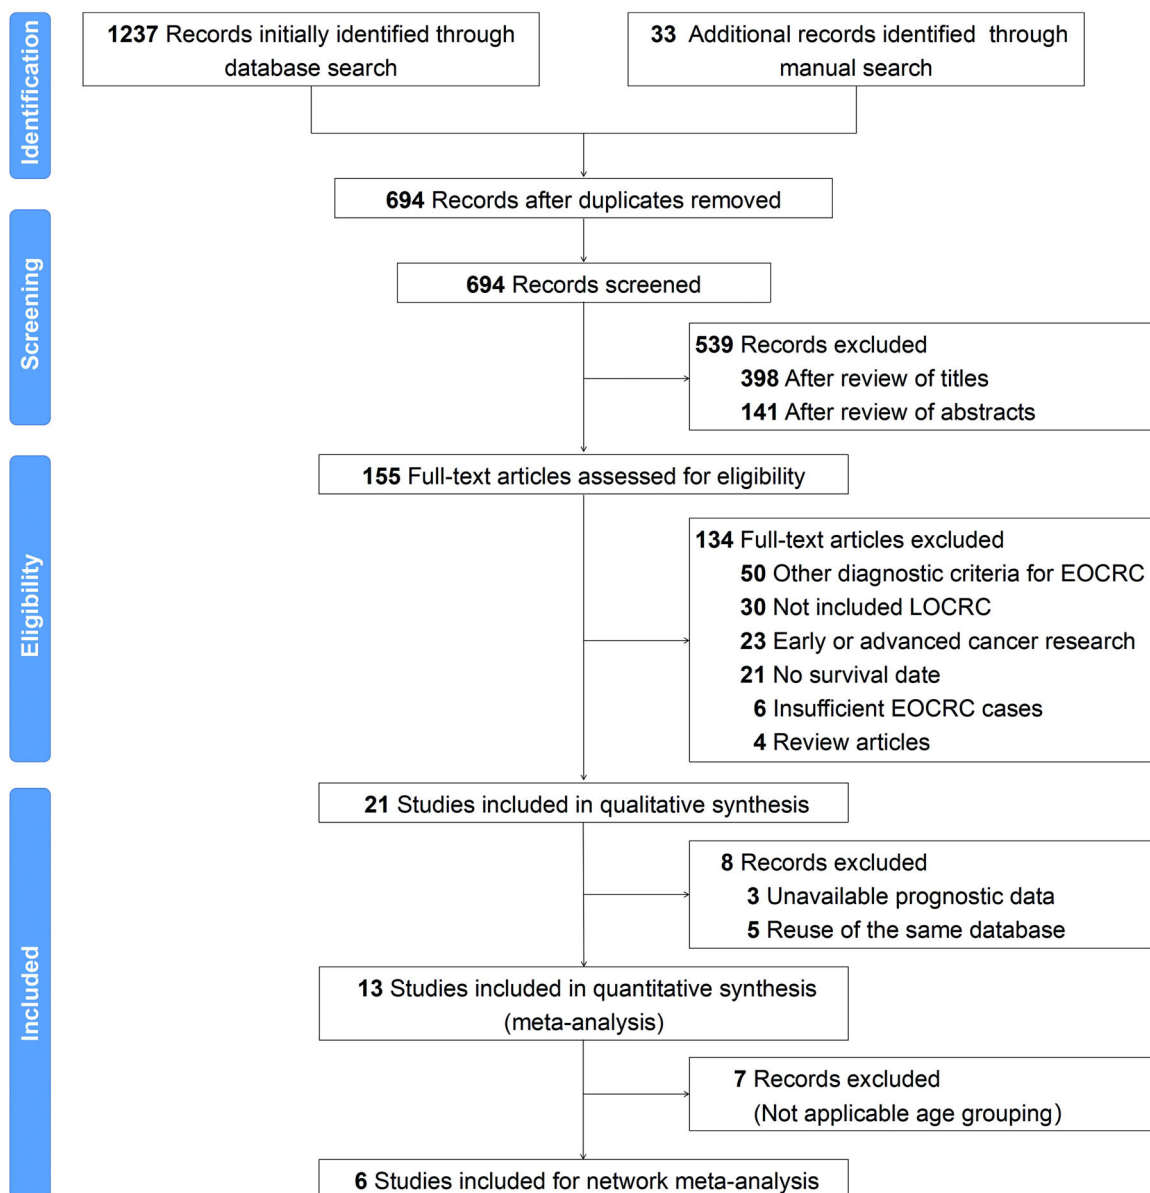 Identification
1237 Records initially identified through
database search
33 Additional records identified through
manual search
694 Records after duplicates removed
Screening
694 Records screened
539 Records excluded
398 After review of titles
141 After review of abstracts
Eligibility
155 Full-text articles assessed for eligibility
134 Full-text articles excluded
50 Other diagnostic criteria for EOCRC
30 Not included LOCRC
23 Early or advanced cancer research
21 No survival date
6 Insufficient EOCRC cases
4 Review articles
Included
21 Studies included in qualitative synthesis
8 Records excluded
3 Unavailable prognostic data
5 Reuse of the same database
13 Studies included in quantitative synthesis
(meta-analysis)
7 Records excluded
(Not applicable age grouping)
6 Studies included for network meta-analysis